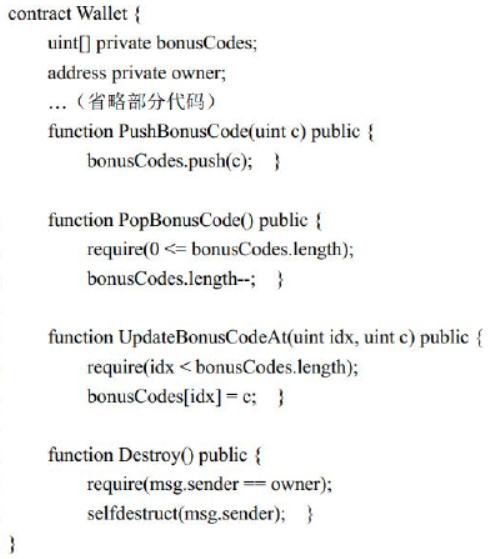 contract Wallet {
uint[] private bonusCodes;
address private owner;
…（省略部分代码）
function PushBonusCode(uint c) public {
bonusCodes.push(c); }
function PopBonusCode() public {
require(0 <= bonusCodes.length);
bonusCodes.length--; }
function UpdateBonusCodeAt(uint idx, uint c) public {
require(idx < bonusCodes.length);
bonusCodes[idx] = c; }
function Destroy() public {
require(msg.sender == owner);
selfdestruct(msg.sender); }
}